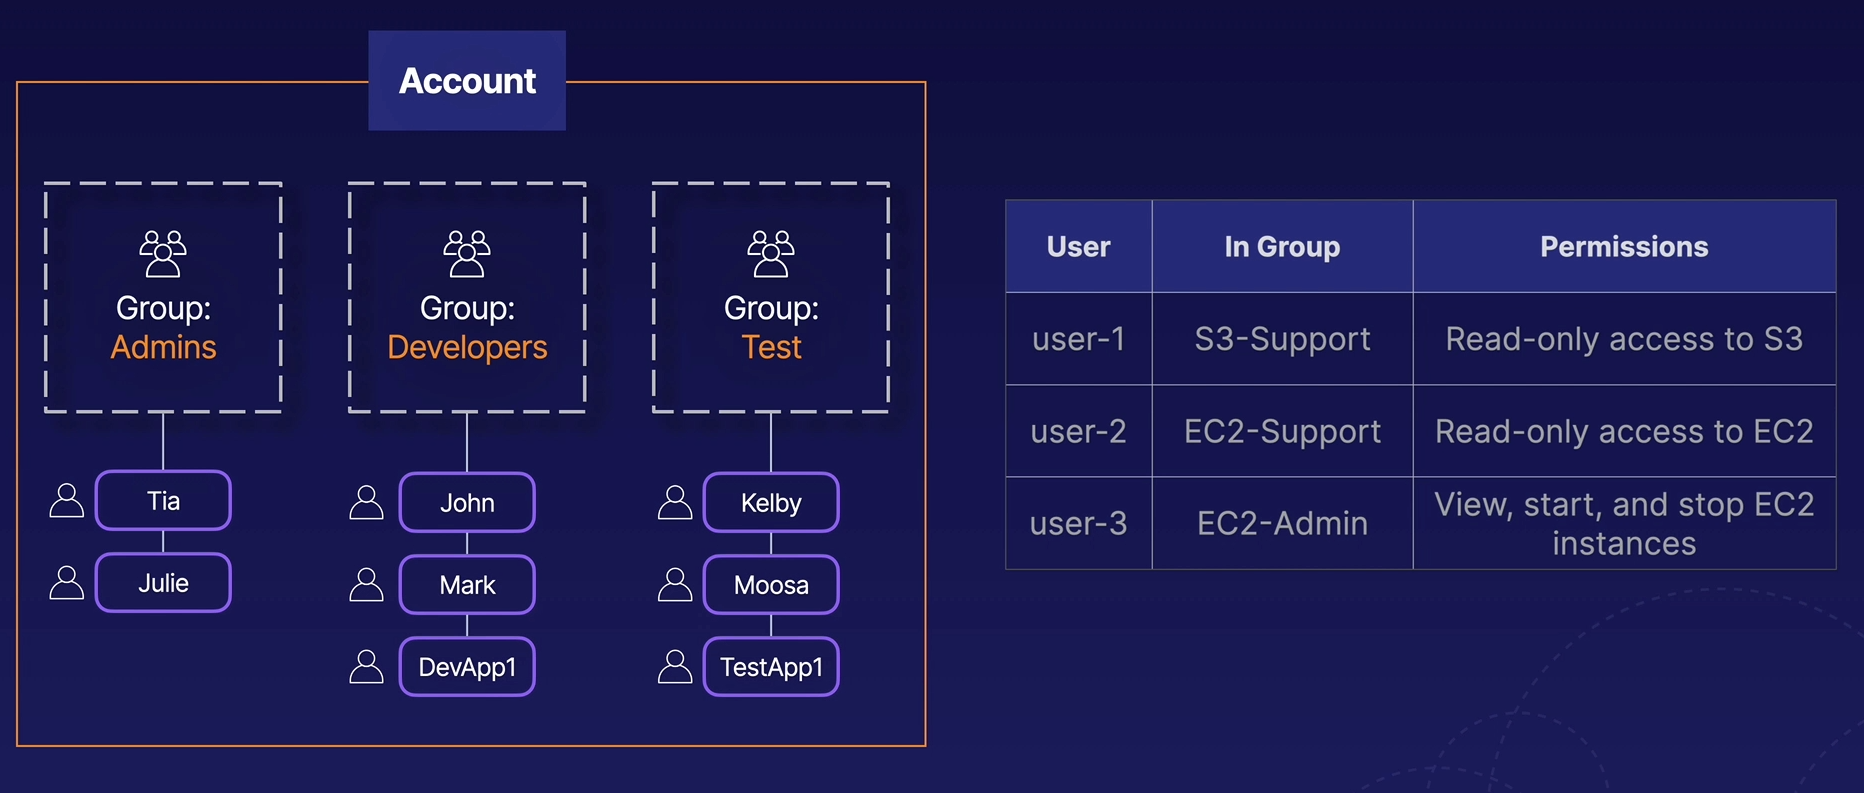 Account
Group:
Admins
Tia
Julie
Group:
Developers
John
Mark
DevApp1
Group:
Test
Kelby
Moosa
TestApp1
User In Group Permissions
user-1 S3-Support Read-only access to S3
user-2 EC2-Support Read-only access to EC2
user-3 EC2-Admin View, start, and stop EC2
instances